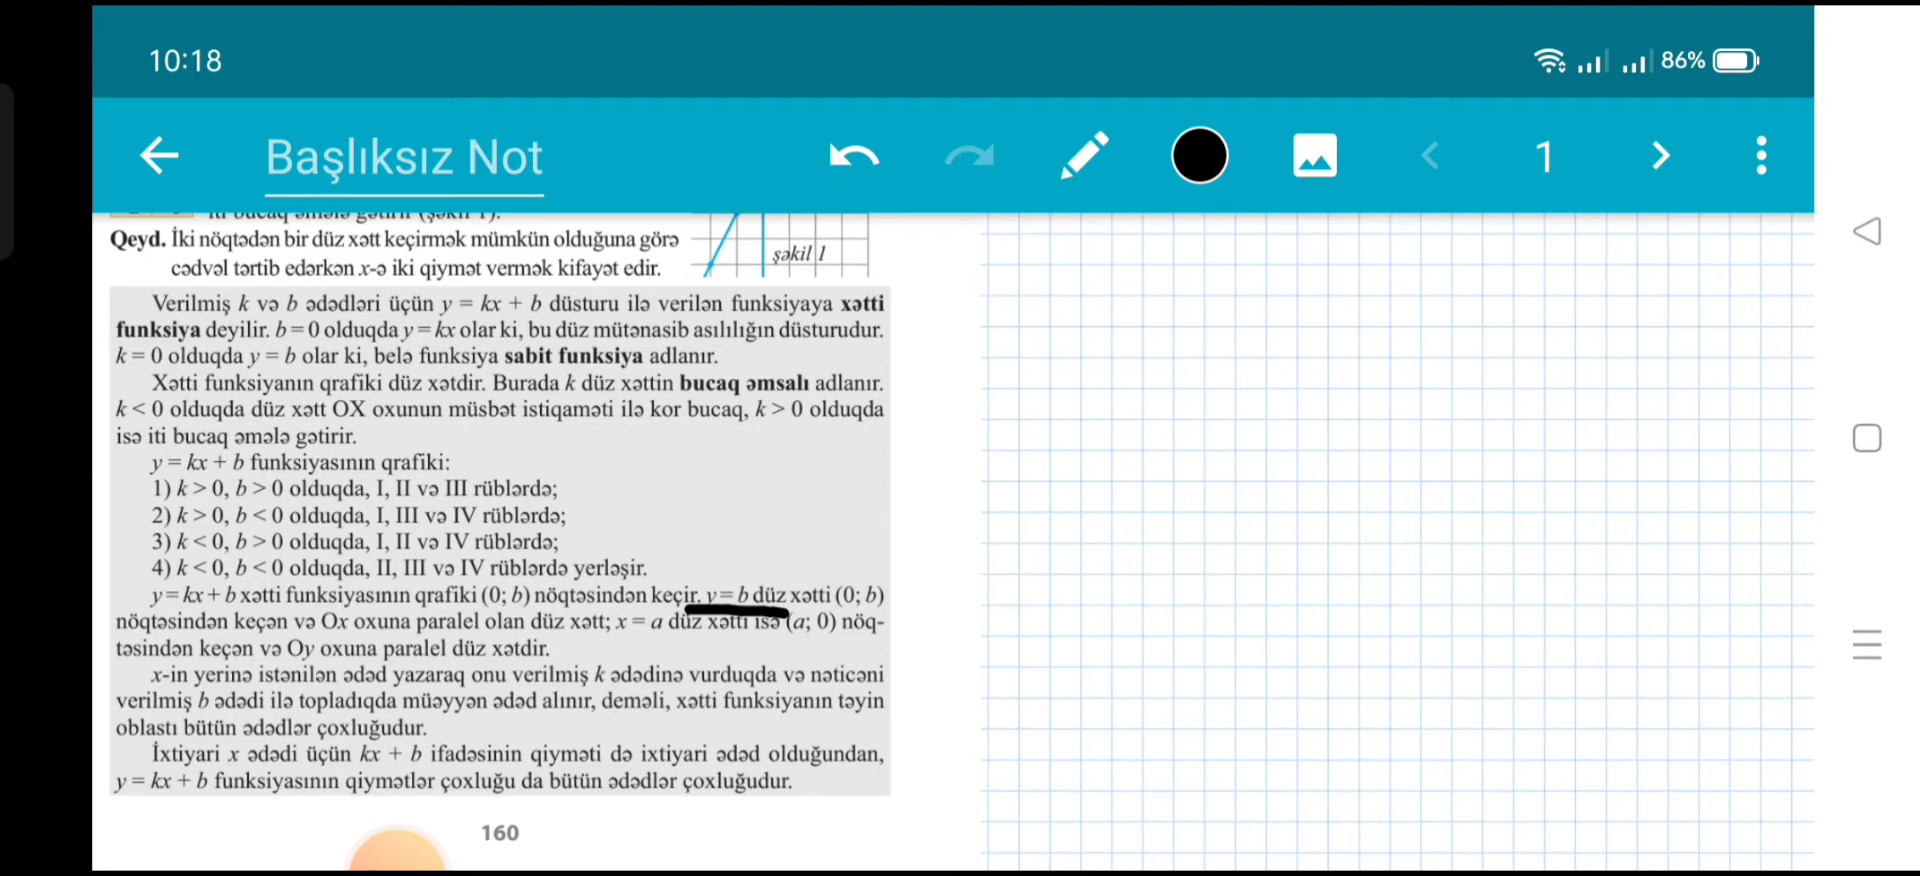 10:18
86%
Başlıksız Not
1
iti bucaq əmələ gətirir (şəkil 1).
Qeyd. İki nöqtədən bir düz xətt keçirmək mümkün olduğuna görə
cədvəl tərtib edərkən x-ə iki qiymət vermək kifayət edir.
şəkil 1
Verilmiş k və b ədədləri üçün y = kx + b düsturu ilə verilən funksiyaya xətti
funksiya deyilir. b = 0 olduqda y = kx olar ki, bu düz mütənasib asılılığın düsturudur.
k = 0 olduqda y = b olar ki, belə funksiya sabit funksiya adlanır.
Xətti funksiyanın qrafiki düz xətdir. Burada k düz xəttin bucaq əmsalı adlanır.
k < 0 olduqda düz xətt OX oxunun müsbət istiqaməti ilə kor bucaq, k > 0 olduqda
isə iti bucaq əmələ gətirir.
y = kx + b funksiyasının qrafiki:
1) k > 0, b > 0 olduqda, I, II və III rüblərdə;
2) k > 0, b < 0 olduqda, I, III və IV rüblərdə;
3) k < 0, b > 0 olduqda, I, II və IV rüblərdə;
4) k < 0, b < 0 olduqda, II, III və IV rüblərdə yerləşir.
y = kx + b xətti funksiyasının qrafiki (0; b) nöqtəsindən keçir. y = b düz xətti (0; b)
nöqtəsindən keçən və Ox oxuna paralel olan düz xətt; x = a düz xətti isə (a; 0) nöq-
təsindən keçən və Oy oxuna paralel düz xətdir.
x-in yerinə istənilən ədəd yazaraq onu verilmiş k ədədinə vurduqda və nəticəni
verilmiş b ədədi ilə topladıqda müəyyən ədəd alınır, deməli, xətti funksiyanın təyin
oblastı bütün ədədlər çoxluğudur.
İxtiyari x ədədi üçün kx + b ifadəsinin qiyməti də ixtiyari ədəd olduğundan,
y = kx + b funksiyasının qiymətlər çoxluğu da bütün ədədlər çoxluğudur.
160